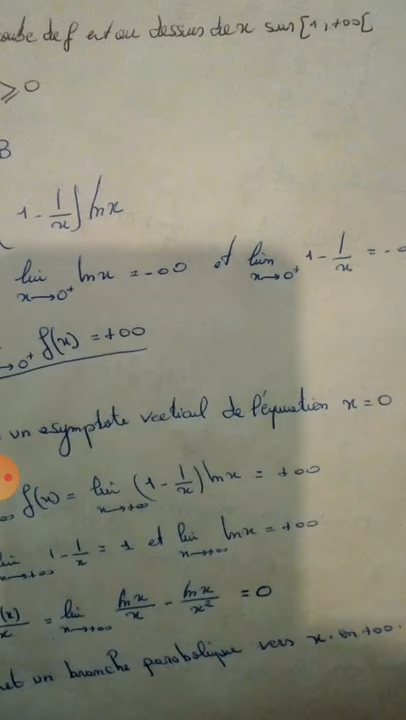 courbe de f est au dessus de x sur [1, +∞[
≥ 0
B
( 1 - 1/x ) ln x
lim x→0⁺ ln x = -∞ et lim x→0⁺ 1 - 1/x = -∞
x→0⁺ f(x) = +∞
un asymptote vertical de l'équation x = 0
∞ f(x) = lim x→+∞ (1 - 1/x) ln x = +∞
lim x→+∞ 1 - 1/x = 1 et lim x→+∞ ln x = +∞
f(x)/x = lim x→+∞ ln x/x - ln x/x² = 0
et un branche parabolique vers x. en +∞.